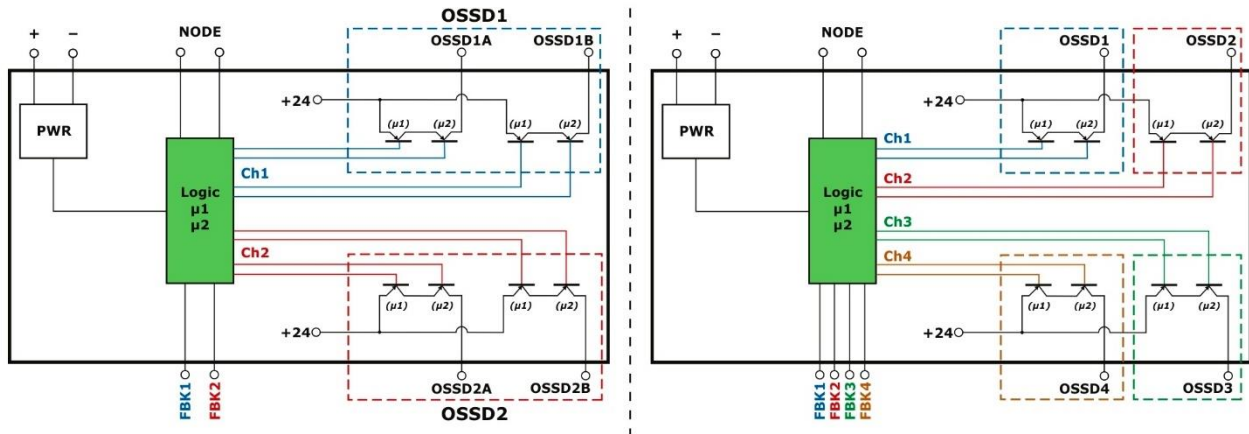 OSSD1
+ − NODE OSSD1A OSSD1B
+24
(μ1) (μ2) (μ1) (μ2)
PWR
Ch1
Logic
μ1
μ2
Ch2
(μ1) (μ2) (μ1) (μ2)
+24
FBK1 FBK2
OSSD2A OSSD2B
OSSD2
+ − NODE OSSD1 OSSD2
+24
(μ1) (μ2) (μ1) (μ2)
PWR
Ch1
Ch2
Logic
μ1
μ2
Ch3
Ch4
(μ1) (μ2) (μ1) (μ2)
+24
FBK1 FBK2 FBK3 FBK4
OSSD4 OSSD3